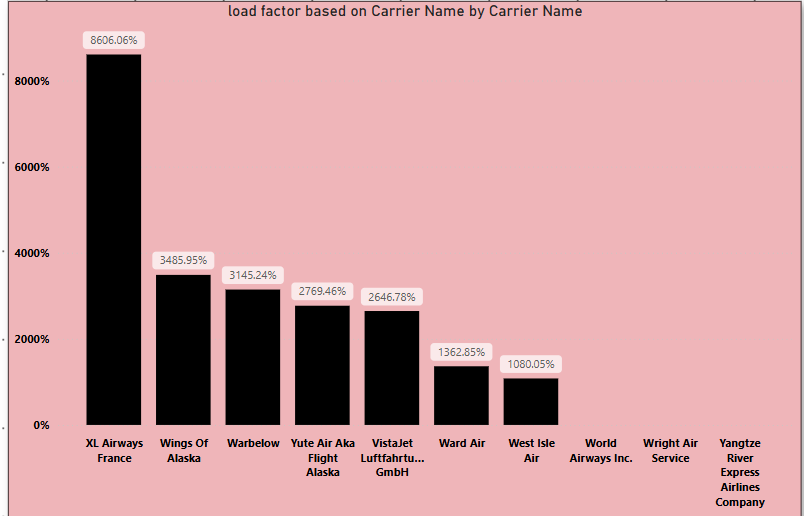 load factor based on Carrier Name by Carrier Name
8606.06%
8000%
6000%
4000%
3485.95%
3145.24%
2769.46%
2646.78%
2000%
1362.85%
1080.05%
0%
XL Airways
France
Wings Of
Alaska
Warbelow
Yute Air Aka
Flight
Alaska
VistaJet
Luftfahrtu...
GmbH
Ward Air
West Isle
Air
World
Airways Inc.
Wright Air
Service
Yangtze
River
Express
Airlines
Company